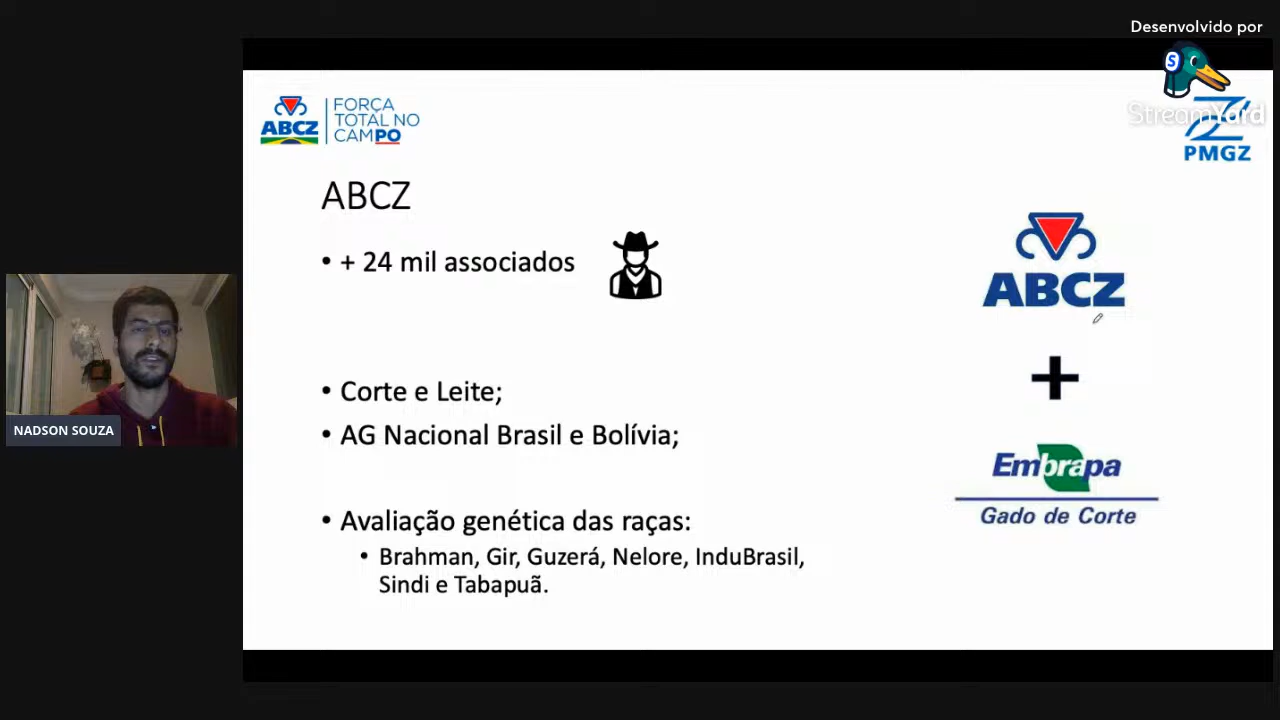 Desenvolvido por
S
StreamYard
ABCZ
FORÇA
TOTAL NO
CAMPO
PMGZ
ABCZ
• + 24 mil associados
• Corte e Leite;
• AG Nacional Brasil e Bolívia;
• Avaliação genética das raças:
• Brahman, Gir, Guzerá, Nelore, InduBrasil,
Sindi e Tabapuã.
ABCZ
+
Embrapa
Gado de Corte
NADSON SOUZA